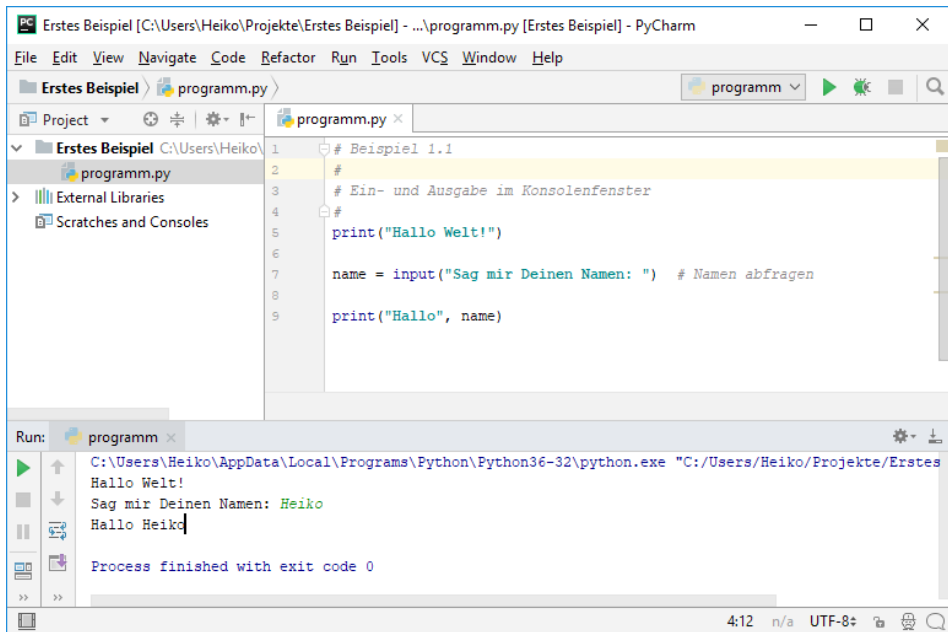 PC Erstes Beispiel [C:\Users\Heiko\Projekte\Erstes Beispiel] - ...\programm.py [Erstes Beispiel] - PyCharm
File Edit View Navigate Code Refactor Run Tools VCS Window Help
Erstes Beispiel programm.py programm
Project programm.py
Erstes Beispiel C:\Users\Heiko\
programm.py
External Libraries
Scratches and Consoles
1 # Beispiel 1.1
2 #
3 # Ein- und Ausgabe im Konsolenfenster
4 #
5 print("Hallo Welt!")
6
7 name = input("Sag mir Deinen Namen: ") # Namen abfragen
8
9 print("Hallo", name)
Run: programm
C:\Users\Heiko\AppData\Local\Programs\Python\Python36-32\python.exe "C:/Users/Heiko/Projekte/Erstes
Hallo Welt!
Sag mir Deinen Namen: Heiko
Hallo Heiko
Process finished with exit code 0
4:12 n/a UTF-8